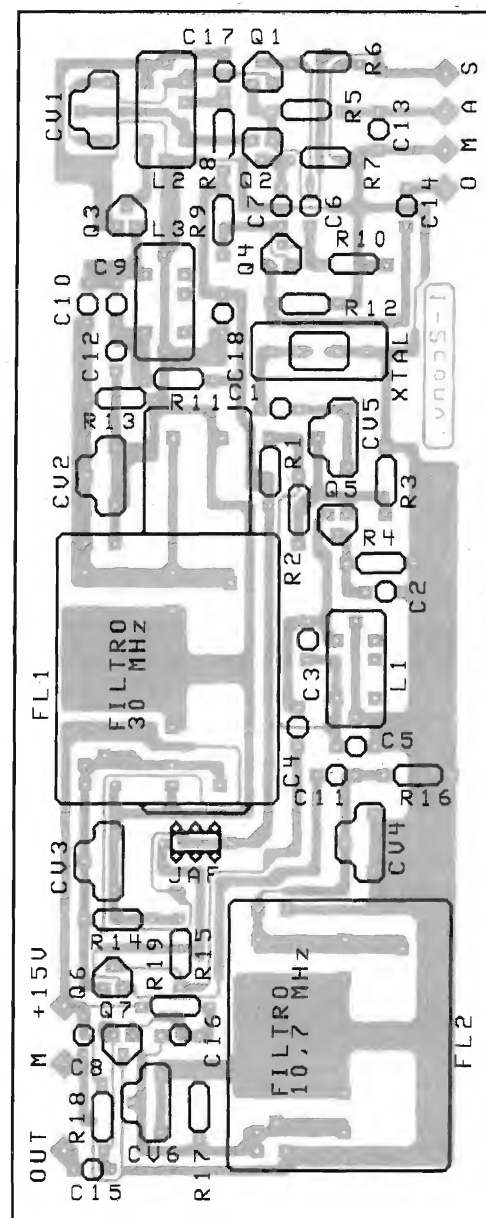 C17
Q1
R6
S
CV1
R5
C13
A
L2
R8
Q2
R7
M
Q3
L3
R9
C7
C6
C14
O
C9
Q4
R10
C10
R12
C12
C18
XTAL
R13
R11
C1
CV5
CV2
R1
Q5
R3
R2
R4
C2
FL1
FILTRO
30 MHz
C3
L1
C4
C5
C11
R16
CV3
JAF
CV4
R14
R19
R15
+15V
Q6
Q7
C16
M
C8
FILTRO
10,7 MHz
FL2
R18
OUT
CV6
R17
C15